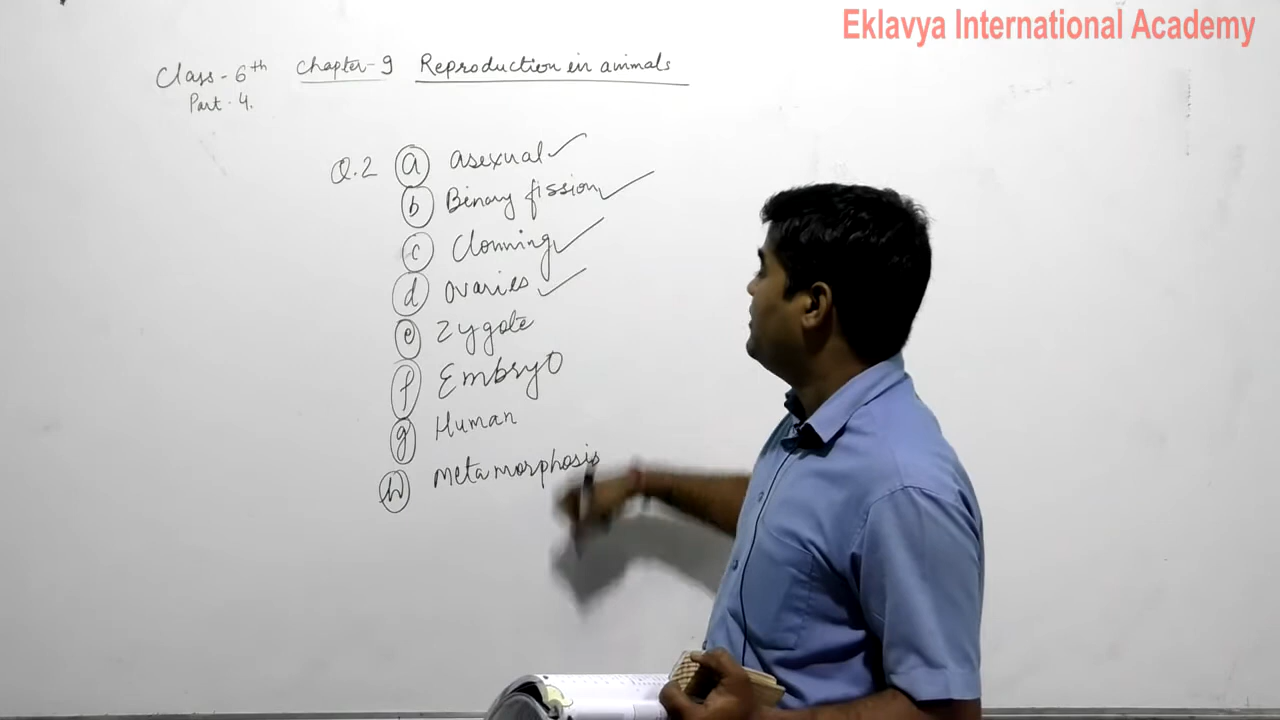 Eklavya International Academy
Class - 6th Chapter - 9 Reproduction in animals
Part - 4.
Q.2 (a) asexual ✓
(b) Binary fission ✓
(c) Clonning ✓
(d) ovaries ✓
(e) Zygote
(f) Embryo
(g) Human
(h) metamorphosis